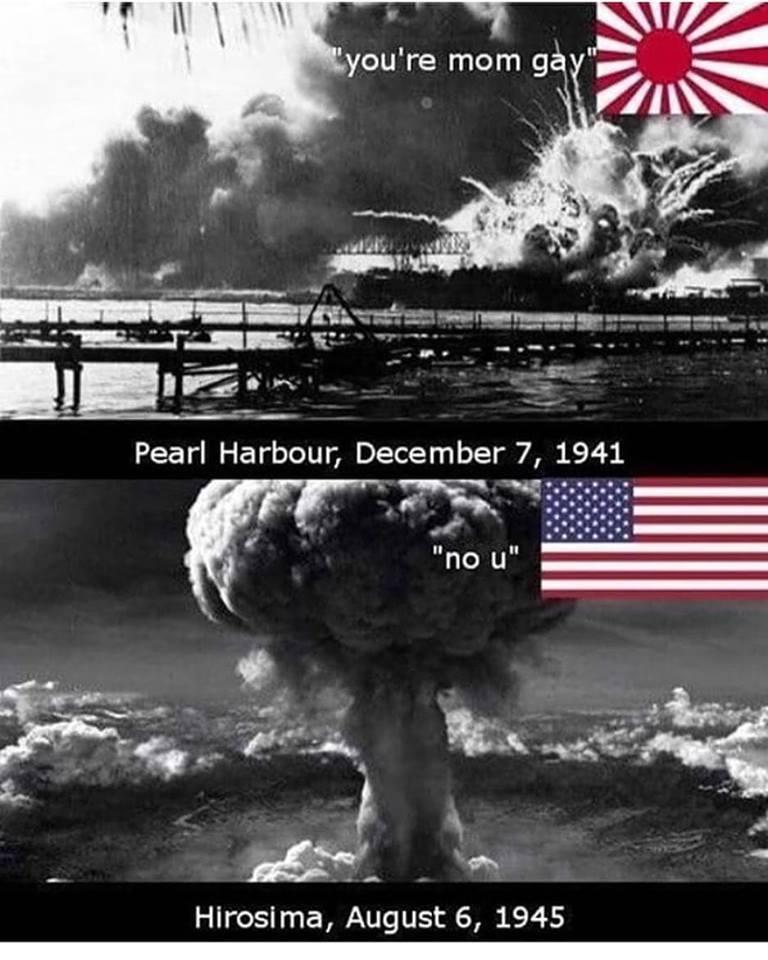 "you're mom gay"
Pearl Harbour, December 7, 1941
"no u"
Hirosima, August 6, 1945